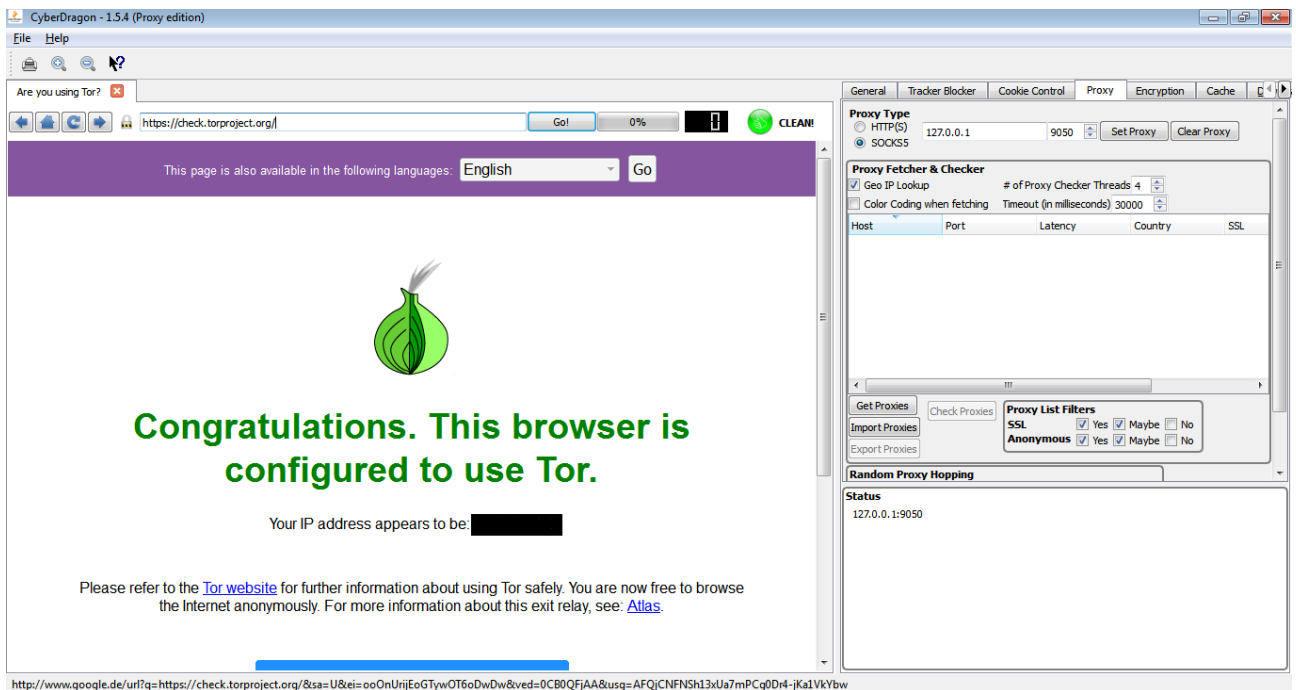 CyberDragon - 1.5.4 (Proxy edition)
File Help
Are you using Tor?
https://check.torproject.org/ Go! 0% 0 CLEAN!
This page is also available in the following languages: English Go
Congratulations. This browser is
configured to use Tor.
Your IP address appears to be:
Please refer to the Tor website for further information about using Tor safely. You are now free to browse
the Internet anonymously. For more information about this exit relay, see: Atlas.
General Tracker Blocker Cookie Control Proxy Encryption Cache
Proxy Type
HTTP(S)
SOCKS5
127.0.0.1 9050 Set Proxy Clear Proxy
Proxy Fetcher & Checker
Geo IP Lookup # of Proxy Checker Threads 4
Color Coding when fetching Timeout (in milliseconds) 30000
Host Port Latency Country SSL
Get Proxies Check Proxies
Import Proxies
Export Proxies
Proxy List Filters
SSL Yes Maybe No
Anonymous Yes Maybe No
Random Proxy Hopping
Status
127.0.0.1:9050
http://www.google.de/url?q=https://check.torproject.org/&sa=U&ei=ooOnUrijEoGTywOT6oDwDw&ved=0CB0QFjAA&usg=AFQjCNFNSh13xUa7mPCq0Dr4-jKa1VkYbw